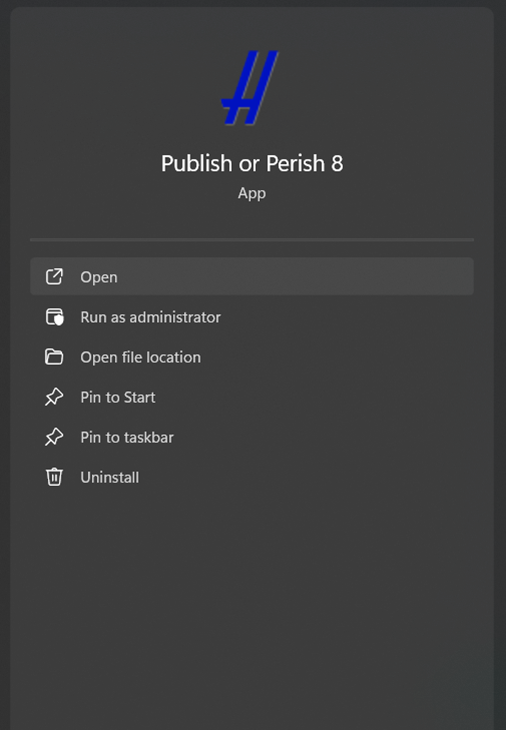 Publish or Perish 8
App
Open
Run as administrator
Open file location
Pin to Start
Pin to taskbar
Uninstall